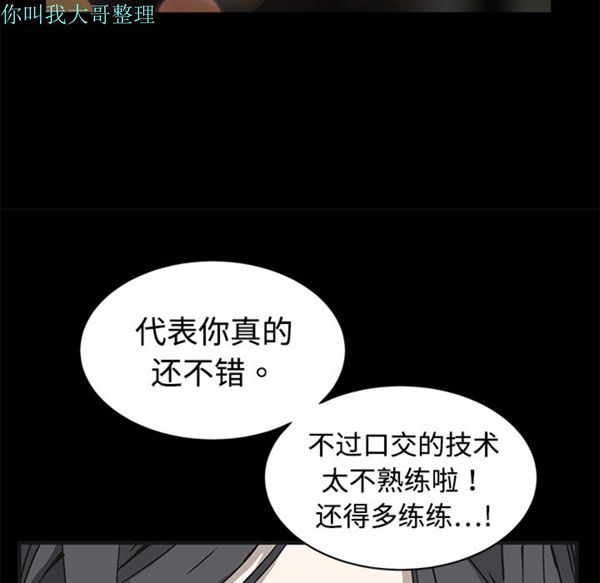 你叫我大哥整理
代表你真的
还不错。
不过口交的技术
太不熟练啦！
还得多练练...!